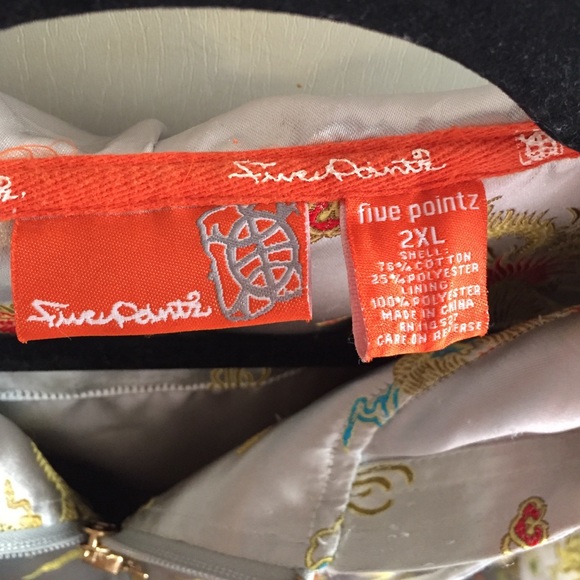 Five Pointz
five pointz
2XL
SHELL:
75% COTTON
25% POLYESTER
LINING
100% POLYESTER
MADE IN CHINA
CARE ON REVERSE
Five Pointz